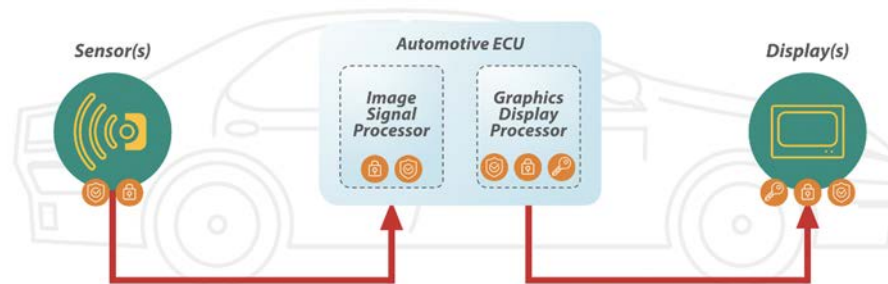 Sensor(s)
Automotive ECU
Display(s)
Image
Signal
Processor
Graphics
Display
Processor